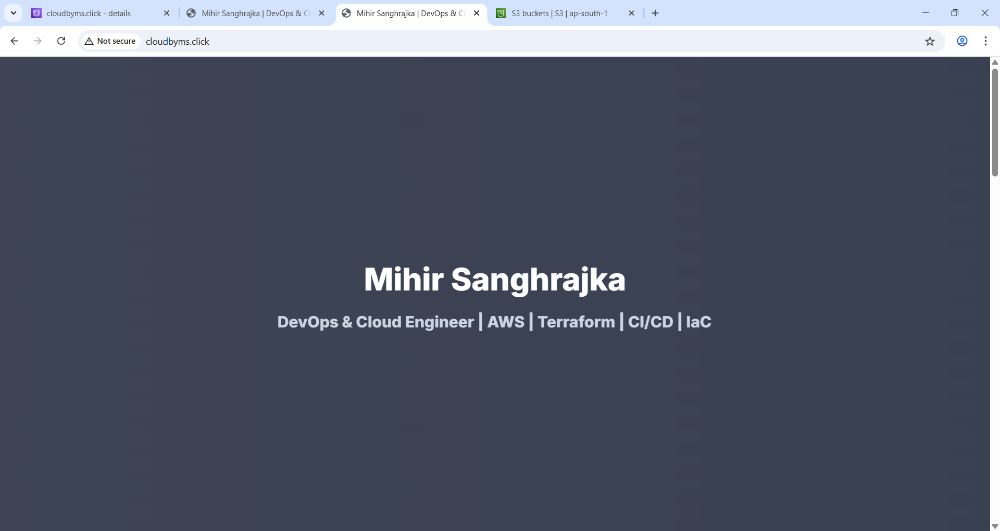 cloudbyms.click - details
Mihir Sanghrajka | DevOps & Cl
Mihir Sanghrajka | DevOps & Cl
S3 buckets | S3 | ap-south-1
Not secure
cloudbyms.click
Mihir Sanghrajka
DevOps & Cloud Engineer | AWS | Terraform | CI/CD | IaC